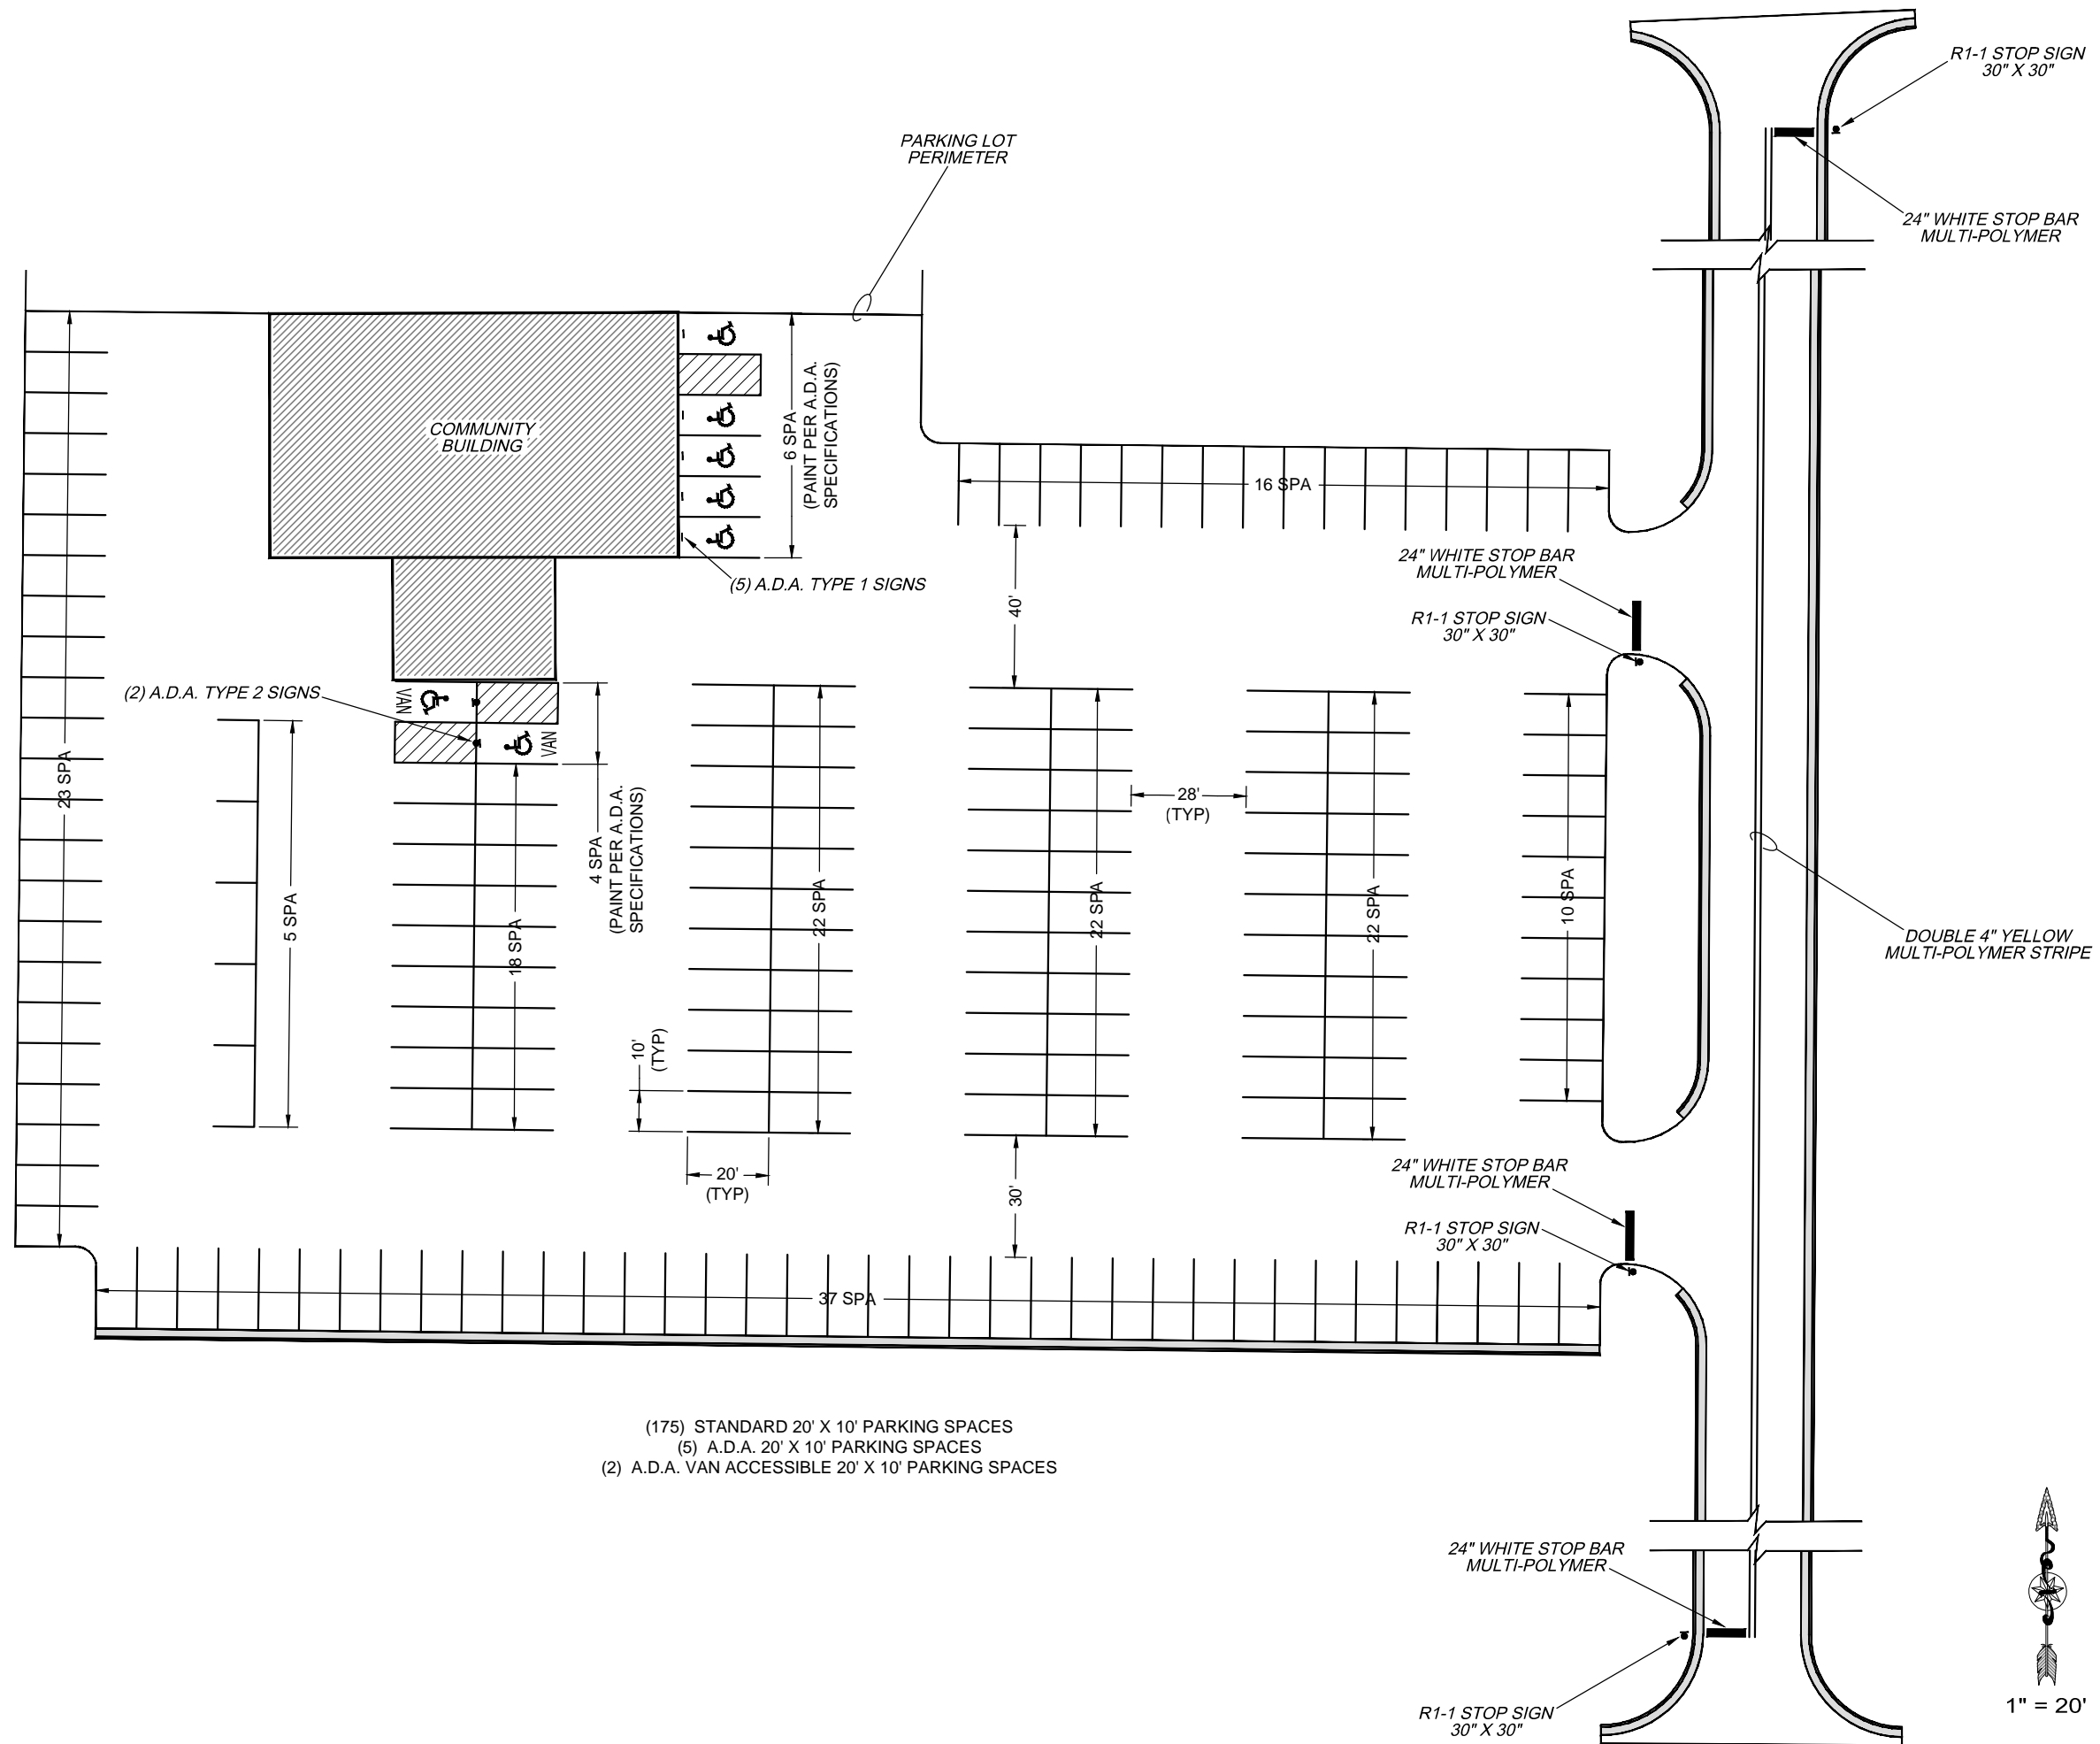 R1-1 STOP SIGN
30" X 30"
PARKING LOT
PERIMETER
24" WHITE STOP BAR
MULTI-POLYMER
COMMUNITY
BUILDING
6 SPA
(PAINT PER A.D.A.
SPECIFICATIONS)
16 SPA
(5) A.D.A. TYPE 1 SIGNS
40'
24" WHITE STOP BAR
MULTI-POLYMER
R1-1 STOP SIGN
30" X 30"
(2) A.D.A. TYPE 2 SIGNS
VAN
VAN
23 SPA
5 SPA
18 SPA
4 SPA
(PAINT PER A.D.A.
SPECIFICATIONS)
22 SPA
22 SPA
28'
(TYP)
22 SPA
10 SPA
DOUBLE 4" YELLOW
MULTI-POLYMER STRIPE
10'
(TYP)
20'
(TYP)
30'
24" WHITE STOP BAR
MULTI-POLYMER
R1-1 STOP SIGN
30" X 30"
37 SPA
(175) STANDARD 20' X 10' PARKING SPACES
(5) A.D.A. 20' X 10' PARKING SPACES
(2) A.D.A. VAN ACCESSIBLE 20' X 10' PARKING SPACES
24" WHITE STOP BAR
MULTI-POLYMER
R1-1 STOP SIGN
30" X 30"
1" = 20'